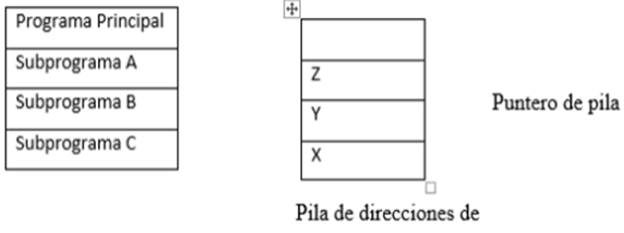 Programa Principal
Subprograma A
Subprograma B
Subprograma C
Z
Y
X
Puntero de pila
Pila de direcciones de